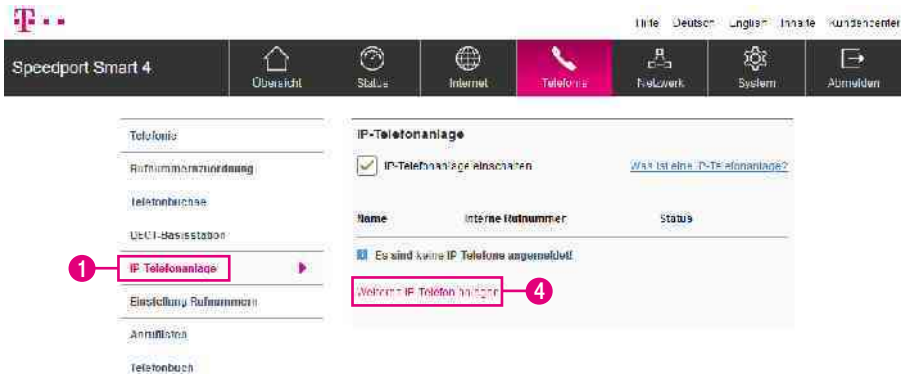 Hilfe Deutsch English Inhalte Kundencenter
Speedport Smart 4
Übersicht Status Internet Telefonie Netzwerk System Abmelden
Telefonie
Rufnummernzuordnung
Telefonbuchse
DECT-Basisstation
1 IP Telefonanlage
Einstellung Rufnummern
Anruflisten
Telefonbuch
IP-Telefonanlage
IP-Telefonanlage einschalten Was ist eine IP-Telefonanlage?
Name Interne Rufnummer Status
Es sind keine IP Telefone angemeldet!
Weiteres IP Telefon anlegen 4